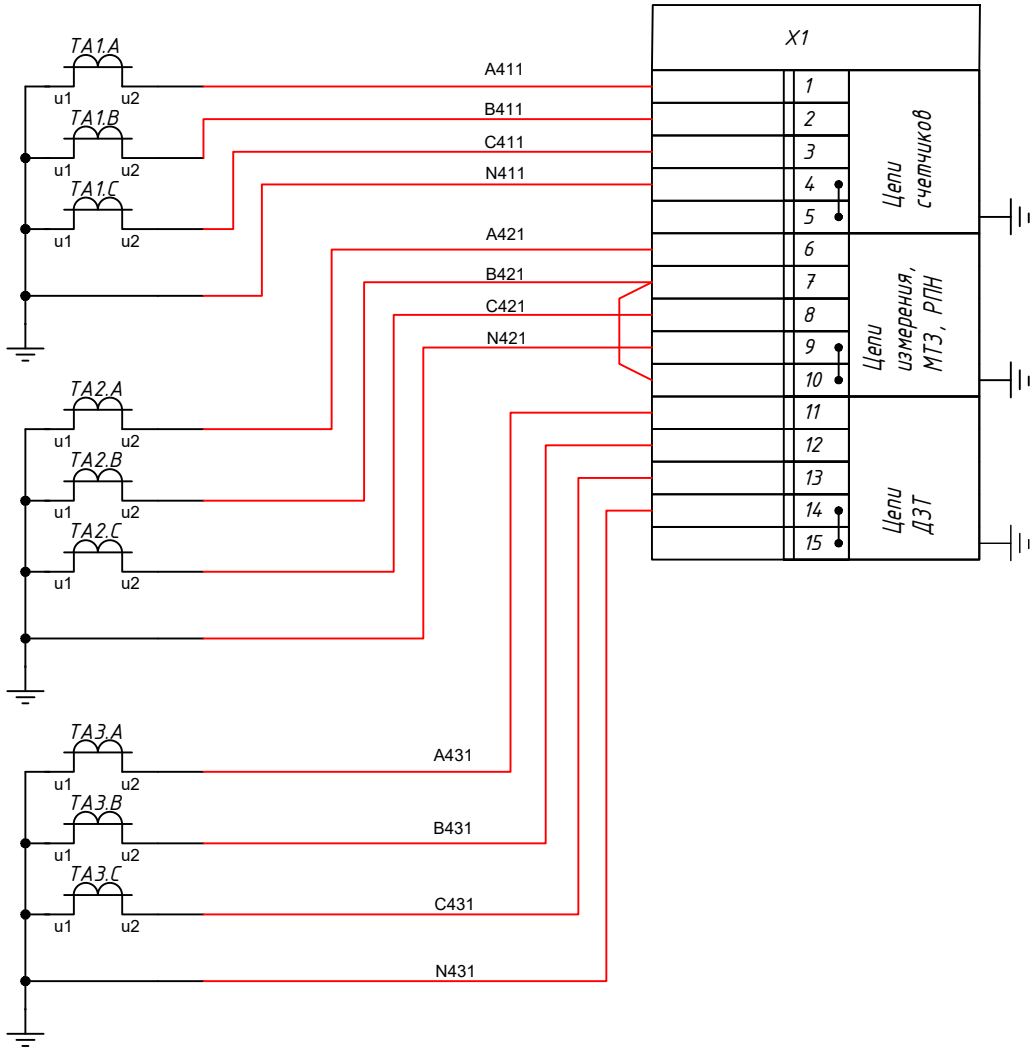 TA1.A
u1 u2
TA1.B
u1 u2
TA1.C
u1 u2
A411
B411
C411
N411
A421
B421
C421
N421
TA2.A
u1 u2
TA2.B
u1 u2
TA2.C
u1 u2
TA3.A
u1 u2
TA3.B
u1 u2
TA3.C
u1 u2
A431
B431
C431
N431
X1
1
2
3
4
5
Цепи
счетчиков
6
7
8
9
10
Цепи
измерения,
МТЗ, РПН
11
12
13
14
15
Цепи
ДЗТ